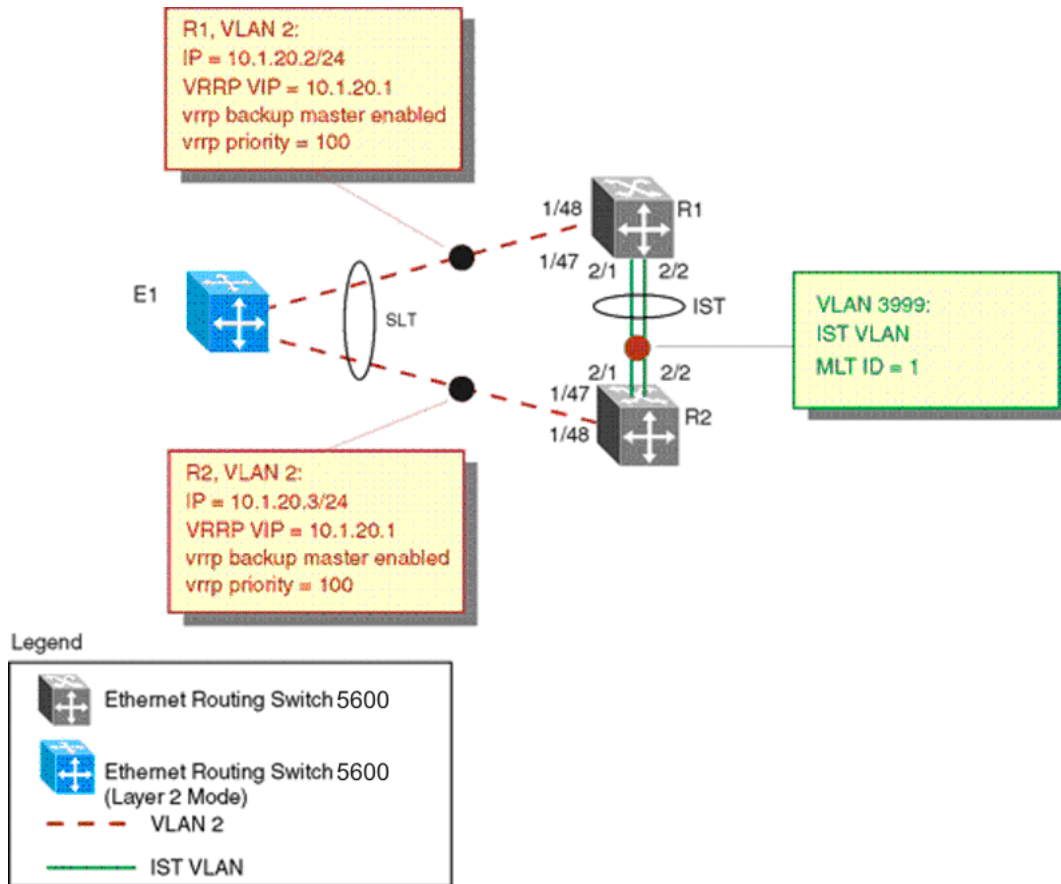 R1, VLAN 2:
IP = 10.1.20.2/24
VRRP VIP = 10.1.20.1
vrrp backup master enabled
vrrp priority = 100
1/48
R1
1/47
2/1
2/2
E1
SLT
IST
VLAN 3999:
IST VLAN
MLT ID = 1
2/1
2/2
1/47
1/48
R2
R2, VLAN 2:
IP = 10.1.20.3/24
VRRP VIP = 10.1.20.1
vrrp backup master enabled
vrrp priority = 100
Legend
Ethernet Routing Switch 5600
Ethernet Routing Switch 5600
(Layer 2 Mode)
VLAN 2
IST VLAN